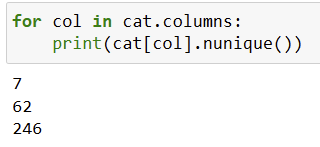 for col in cat.columns:
    print(cat[col].nunique())
7
62
246